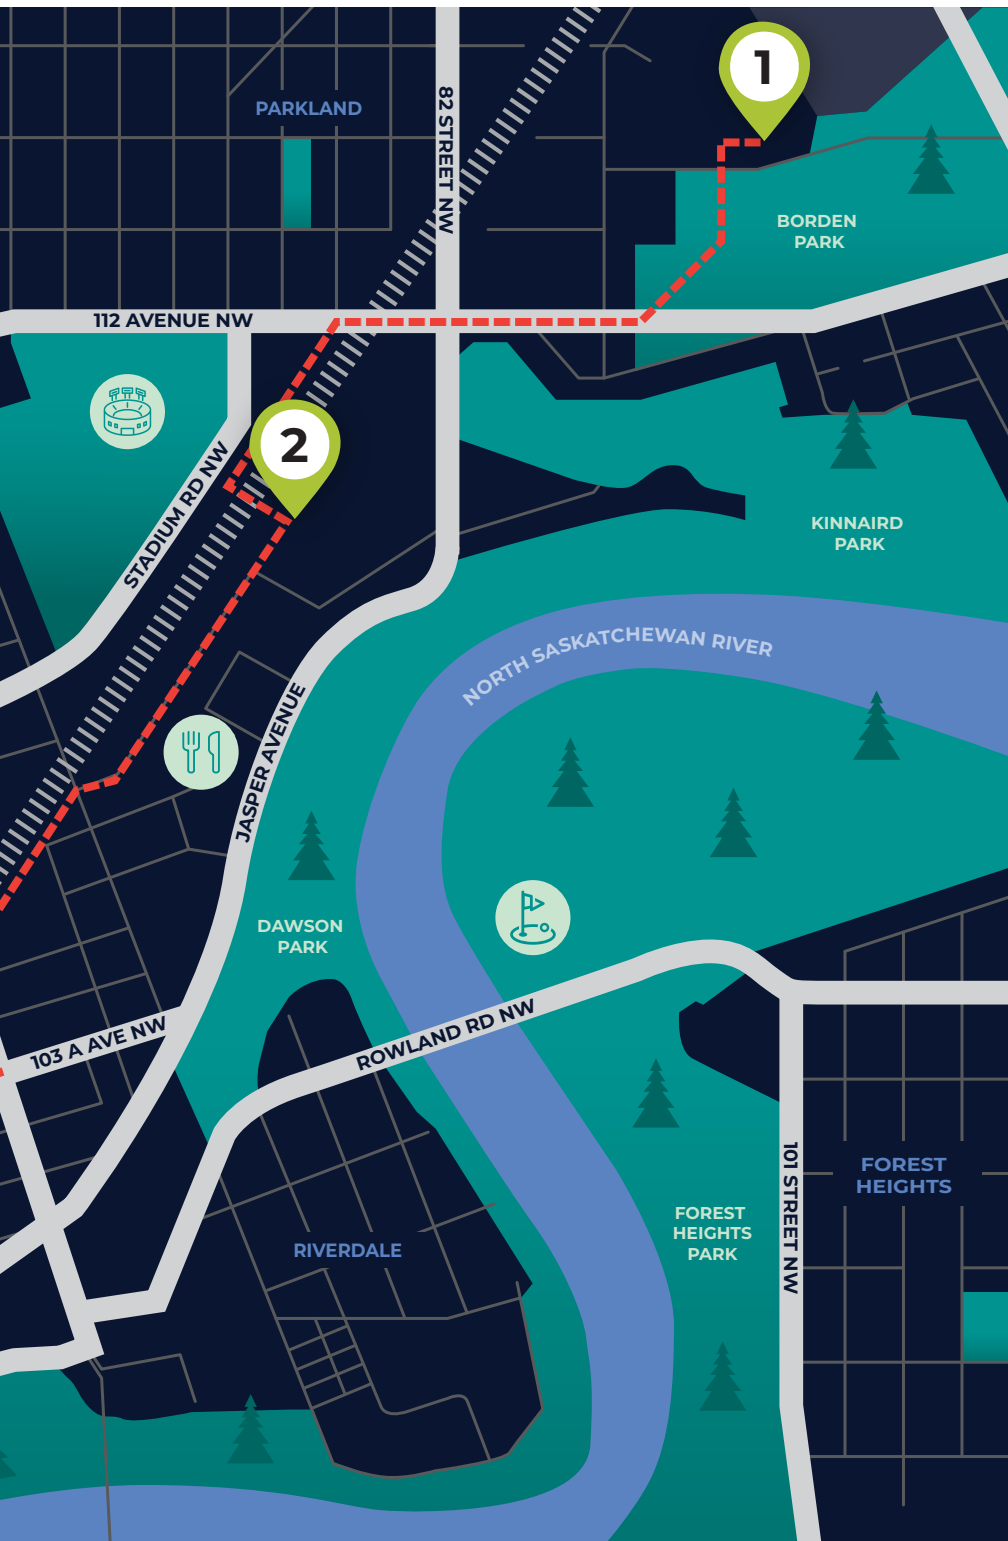 1
PARKLAND
82 STREET NW
BORDEN
PARK
112 AVENUE NW
2
STADIUM RD NW
KINNAIRD
PARK
NORTH SASKATCHEWAN RIVER
JASPER AVENUE
DAWSON
PARK
103 A AVE NW
ROWLAND RD NW
101 STREET NW
FOREST
HEIGHTS
FOREST
HEIGHTS
PARK
RIVERDALE